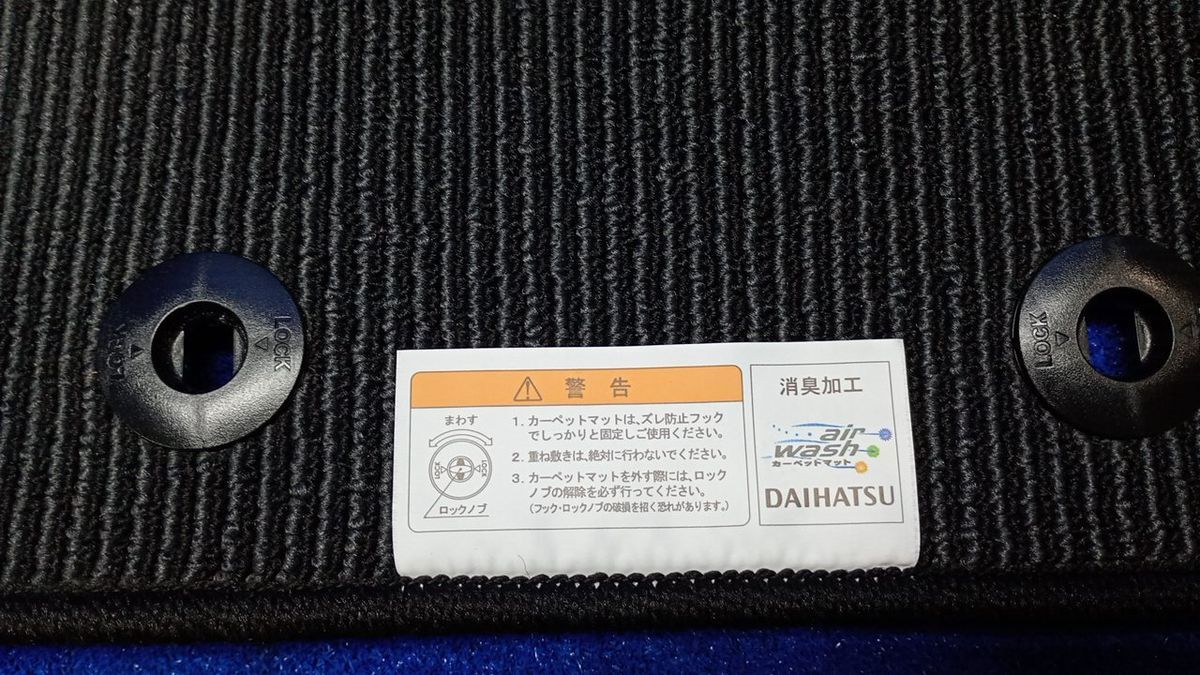 LOCK
LOCK
LOCK
警告
まわす
LOCK
LOCK
ロックノブ
1. カーペットマットは、ズレ防止フック
でしっかりと固定しご使用ください。
2. 重ね敷きは、絶対に行わないでください。
3. カーペットマットを外す際には、ロック
ノブの解除を必ず行ってください。
(フック・ロックノブの破損を招く恐れがあります。)
消臭加工
air
wash
カーペットマット
DAIHATSU